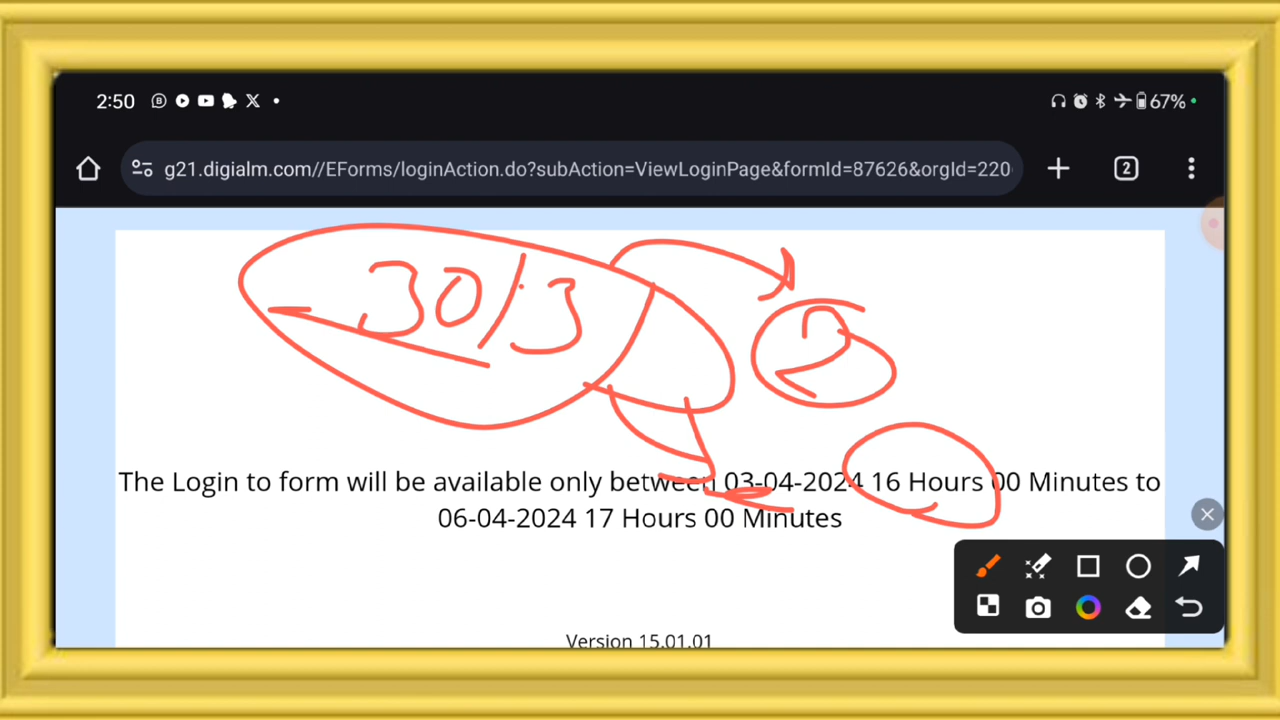 2:50 67%
g21.digialm.com//EForms/loginAction.do?subAction=ViewLoginPage&formId=87626&orgId=220
2
30/3
2
The Login to form will be available only between 03-04-2024 16 Hours 00 Minutes to
06-04-2024 17 Hours 00 Minutes
Version 15.01.01